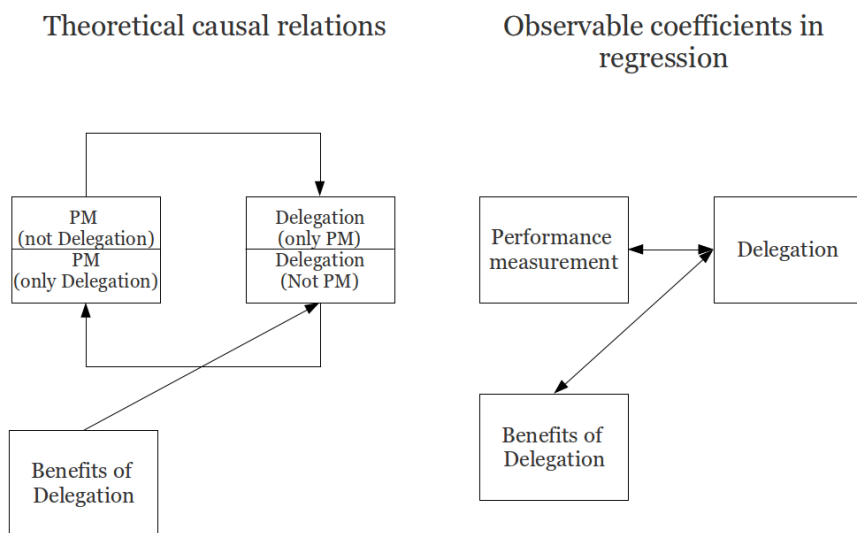 Theoretical causal relations
Observable coefficients in
regression
PM
(not Delegation)
PM
(only Delegation)
Delegation
(only PM)
Delegation
(Not PM)
Benefits of
Delegation
Performance
measurement
Delegation
Benefits of
Delegation